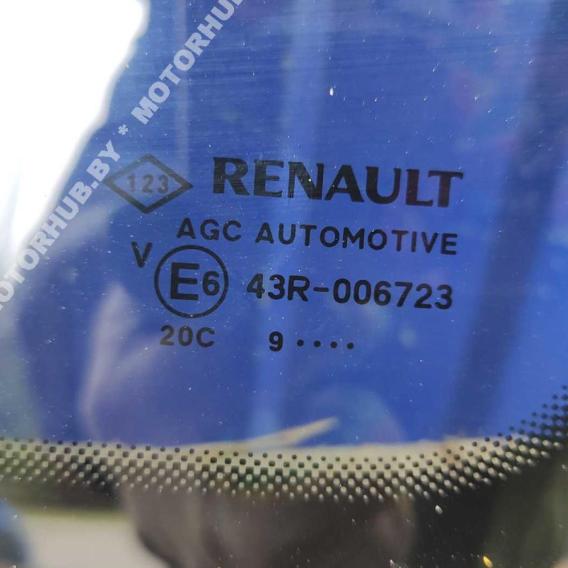 MOTORHUB.BY * MOTORHUB
123 RENAULT
AGC AUTOMOTIVE
V E6 43R-006723
20C 9 ••••